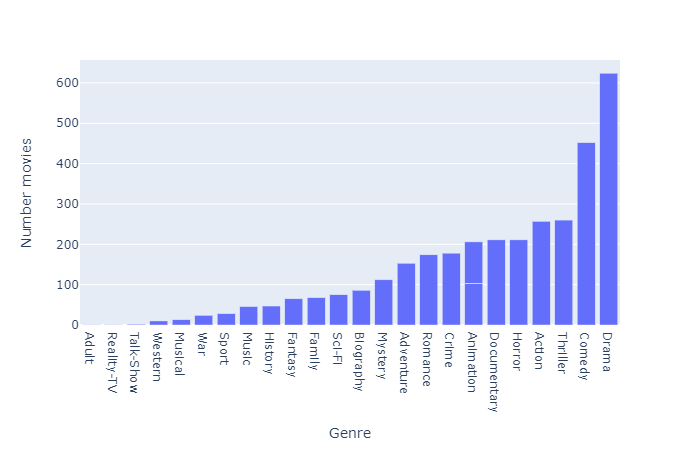 600
500
400
300
200
100
0
Number movies
Adult
Reality-TV
Talk-Show
Western
Musical
War
Sport
Music
History
Fantasy
Family
Sci-Fi
Biography
Mystery
Adventure
Romance
Crime
Animation
Documentary
Horror
Action
Thriller
Comedy
Drama
Genre